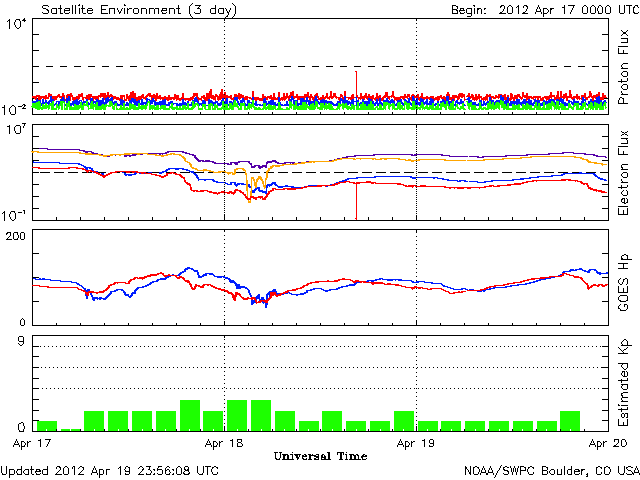 Satellite Environment (3 day) Begin: 2012 Apr 17 0000 UTC
10^4
10^-2
Proton Flux
10^7
10^-1
Electron Flux
200
0
GOES Hp
9
0
Estimated Kp
Apr 17 Apr 18 Apr 19 Apr 20
Universal Time
Updated 2012 Apr 19 23:56:08 UTC NOAA/SWPC Boulder, CO USA